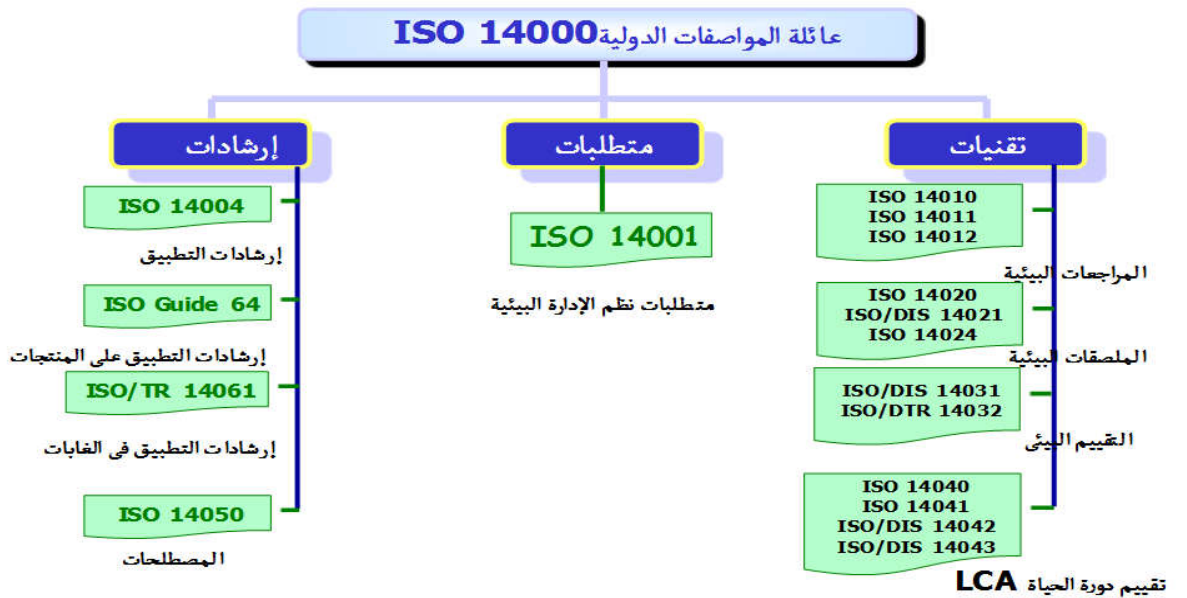 عائلة المواصفات الدولية ISO 14000
تقنيات
ISO 14010
ISO 14011
ISO 14012
المراجعات البيئية
ISO 14020
ISO/DIS 14021
ISO 14024
الملصقات البيئية
ISO/DIS 14031
ISO/DTR 14032
التقييم البيئى
ISO 14040
ISO 14041
ISO/DIS 14042
ISO/DIS 14043
تقييم دورة الحياة LCA
متطلبات
ISO 14001
متطلبات نظم الإدارة البيئية
إرشادات
ISO 14004
إرشادات التطبيق
ISO Guide 64
إرشادات التطبيق على المنتجات
ISO/TR 14061
إرشادات التطبيق فى الغابات
ISO 14050
المصطلحات